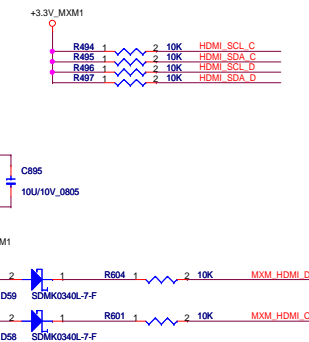 +3.3V_MXM1
R494 1 2 10K HDMI_SCL_C
R495 1 2 10K HDMI_SDA_C
R496 1 2 10K HDMI_SCL_D
R497 1 2 10K HDMI_SDA_D
C895
10U/10V_0805
M1
2 1 R604 1 2 10K MXM_HDMI_D
D59 SDMK0340L-7-F
2 1 R601 1 2 10K MXM_HDMI_C
D58 SDMK0340L-7-F